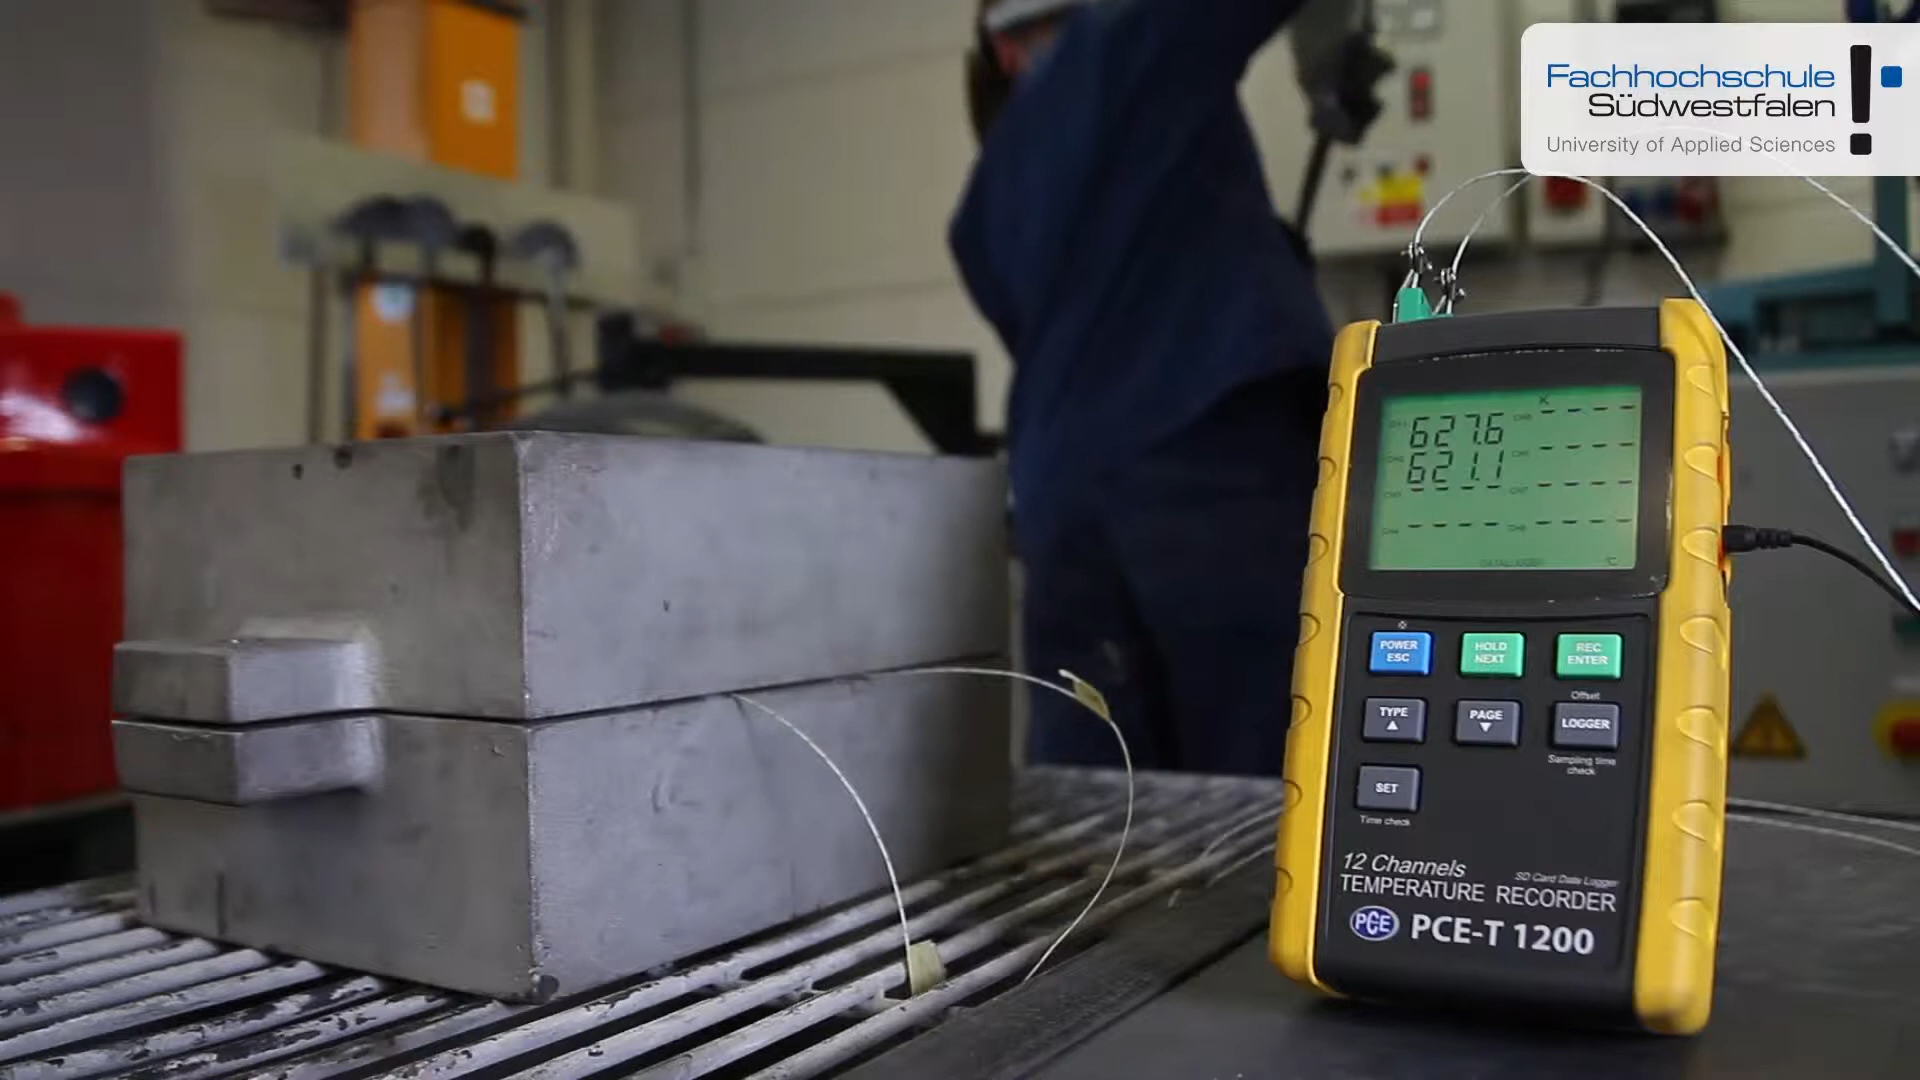 Fachhochschule
Südwestfalen
University of Applied Sciences
K
627.6
621.1
°C
POWER
ESC
HOLD
NEXT
REC
ENTER
Offset
TYPE
PAGE
LOGGER
Sampling time
check
SET
Time check
12 Channels
SD Card Data Logger
TEMPERATURE RECORDER
PCE PCE-T 1200